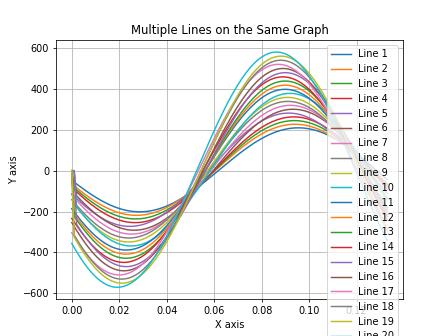 Multiple Lines on the Same Graph
600
400
200
0
−200
−400
−600
Y axis
0.00
0.02
0.04
0.06
0.08
0.10
X axis
Line 1
Line 2
Line 3
Line 4
Line 5
Line 6
Line 7
Line 8
Line 9
Line 10
Line 11
Line 12
Line 13
Line 14
Line 15
Line 16
Line 17
Line 18
Line 19
Line 20